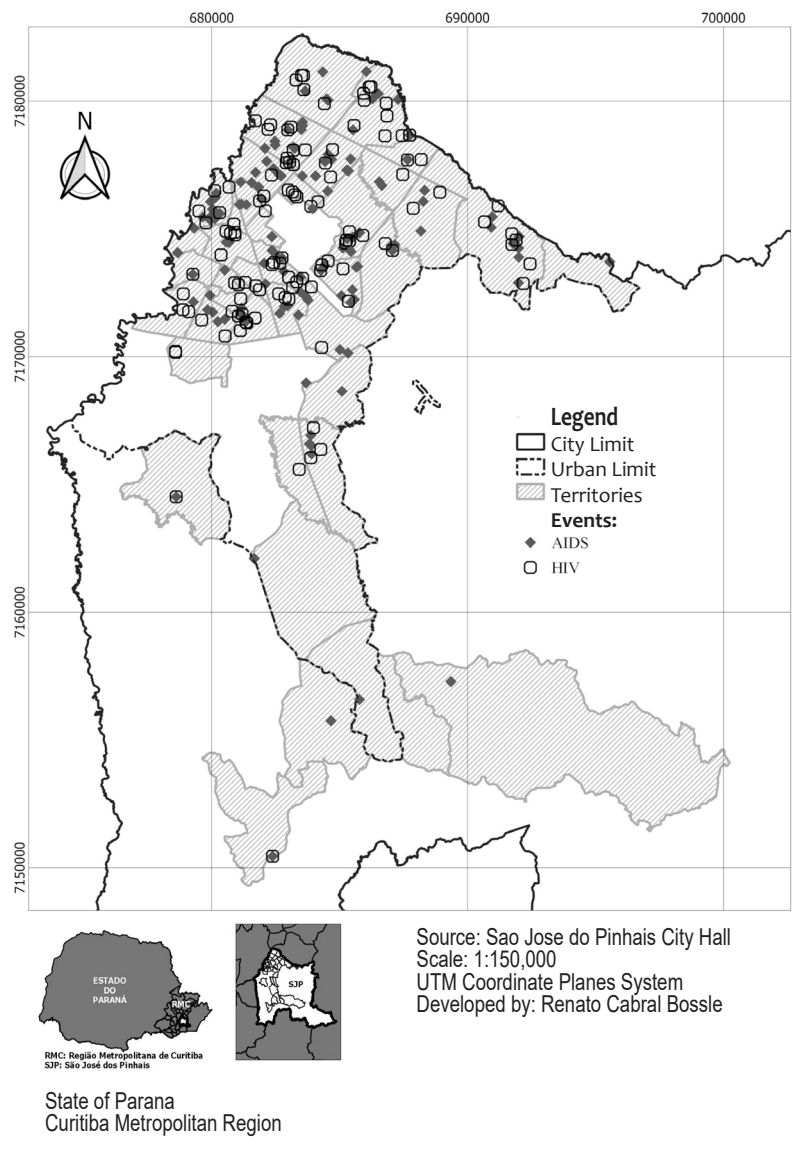 680000
690000
700000
7180000
7170000
7160000
7150000
N
Legend
City Limit
Urban Limit
Territories
Events:
AIDS
HIV
ESTADO
DO
PARANÁ
RMC
RMC: Região Metropolitana de Curitiba
SJP: São José dos Pinhais
SJP
Source: Sao Jose do Pinhais City Hall
Scale: 1:150,000
UTM Coordinate Planes System
Developed by: Renato Cabral Bossle
State of Parana
Curitiba Metropolitan Region